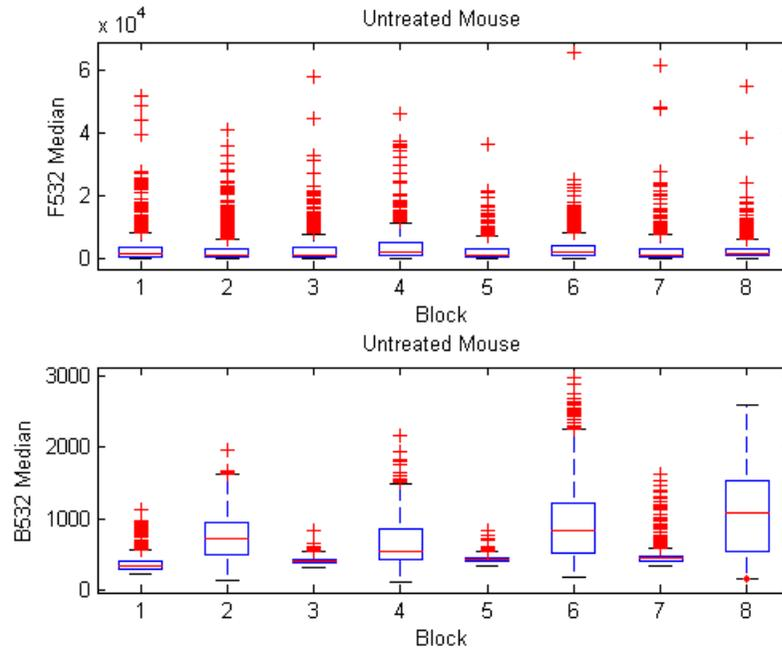 Untreated Mouse
x 10^4
6
4
2
0
F532 Median
1 2 3 4 5 6 7 8
Block
Untreated Mouse
3000
2000
1000
0
B532 Median
1 2 3 4 5 6 7 8
Block